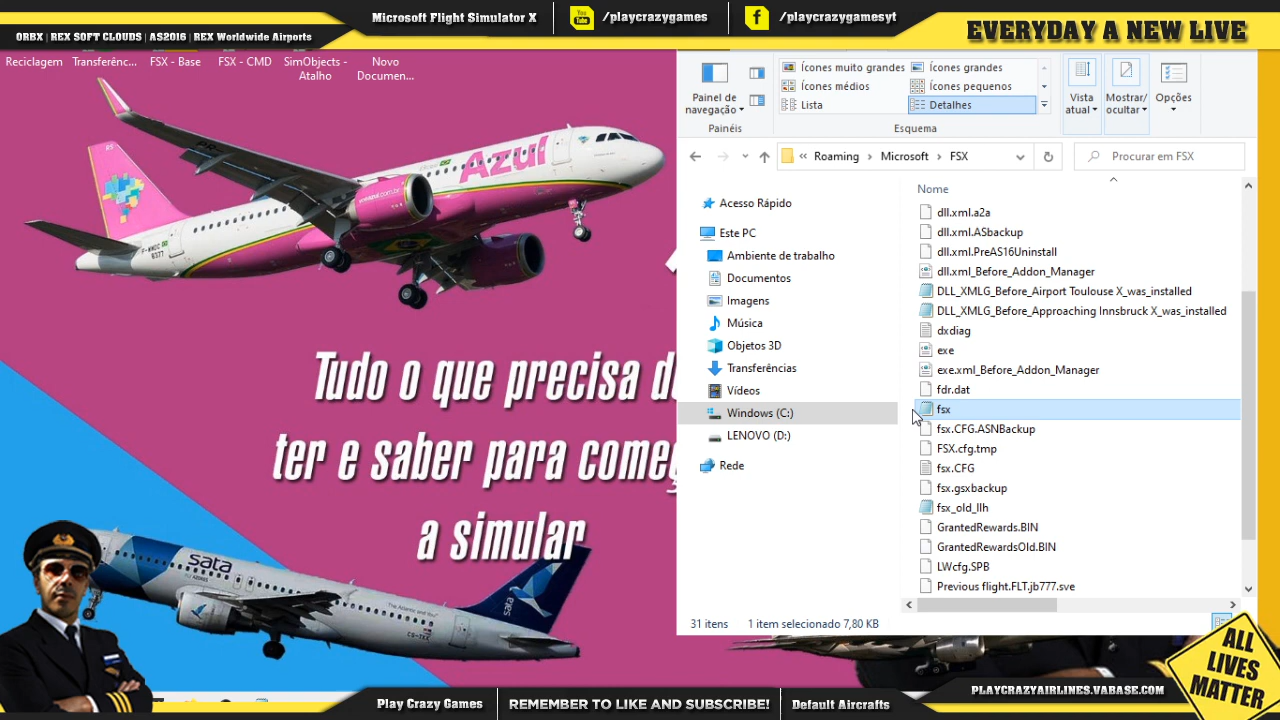 Microsoft Flight Simulator X
/playcrazygames
/playcrazygamesyt
EVERYDAY A NEW LIVE
ORBX | REX SOFT CLOUDS | AS2016 | REX Worldwide Airports
Reciclagem
Transferênc...
FSX - Base
FSX - CMD
SimObjects - Atalho
Novo Documen...
Painel de navegação
Ícones muito grandes
Ícones grandes
Ícones médios
Ícones pequenos
Lista
Detalhes
Vista atual
Mostrar/ ocultar
Opções
Painéis
Esquema
« Roaming > Microsoft > FSX
Procurar em FSX
Acesso Rápido
Este PC
Ambiente de trabalho
Documentos
Imagens
Música
Objetos 3D
Transferências
Vídeos
Windows (C:)
LENOVO (D:)
Rede
Nome
dll.xml.a2a
dll.xml.ASbackup
dll.xml.PreAS16Uninstall
dll.xml_Before_Addon_Manager
DLL_XMLG_Before_Airport Toulouse X_was_installed
DLL_XMLG_Before_Approaching Innsbruck X_was_installed
dxdiag
exe
exe.xml_Before_Addon_Manager
fdr.dat
fsx
fsx.CFG.ASNBackup
FSX.cfg.tmp
fsx.CFG
fsx.gsxbackup
fsx_old_llh
GrantedRewards.BIN
GrantedRewardsOld.BIN
LWcfg.SPB
Previous flight.FLT.jb777.sve
31 itens
1 item selecionado 7,80 KB
Azul
Tudo o que precisa d
ter e saber para começ
a simular
sata
ALL
LIVES
MATTER
PLAYCRAZYAIRLINES.VABASE.COM
Play Crazy Games
REMEMBER TO LIKE AND SUBSCRIBE!
Default Aircrafts